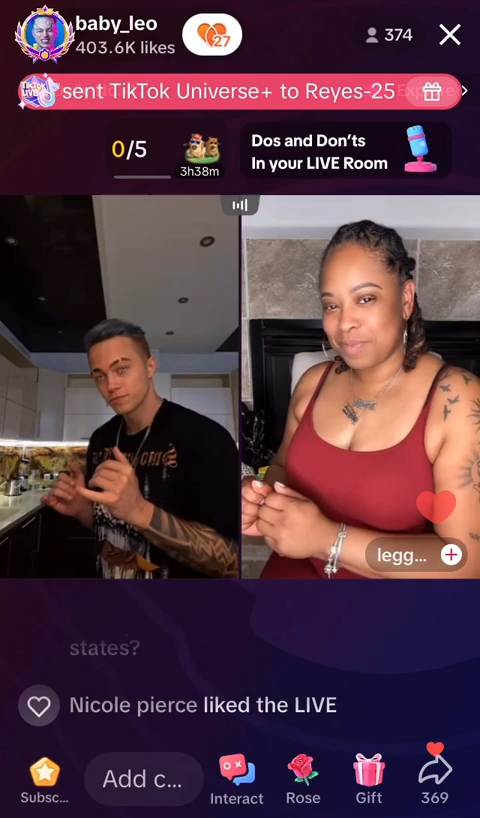 baby_leo
403.6K likes
27
374
sent TikTok Universe+ to Reyes-25
0/5
3h38m
Dos and Don'ts
In your LIVE Room
legg...
states?
Nicole pierce liked the LIVE
Subsc...
Add c...
Interact
Rose
Gift
369